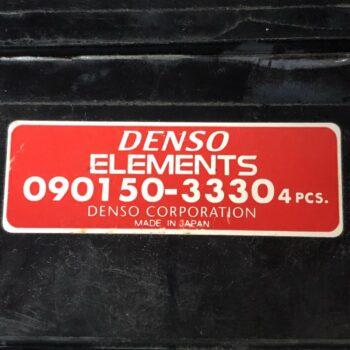 DENSO
ELEMENTS
090150-3330 4 PCS.
DENSO CORPORATION
MADE IN JAPAN